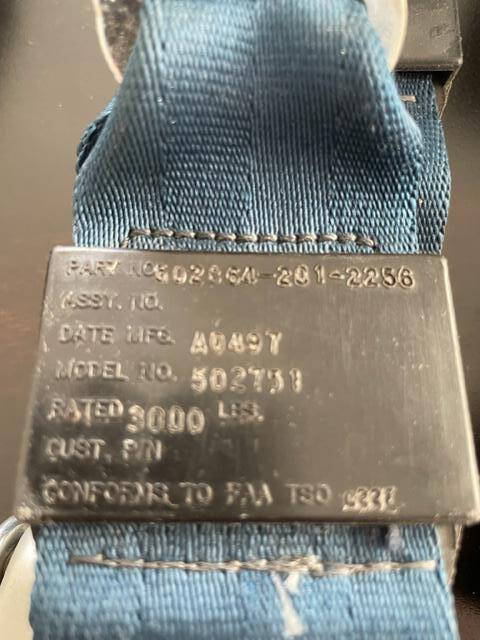 PART NO. 502864-201-2256
ASSY. NO.
DATE MFG. A0497
MODEL NO. 502751
RATED 3000 LBS.
CUST. P/N
CONFORMS TO FAA TSO